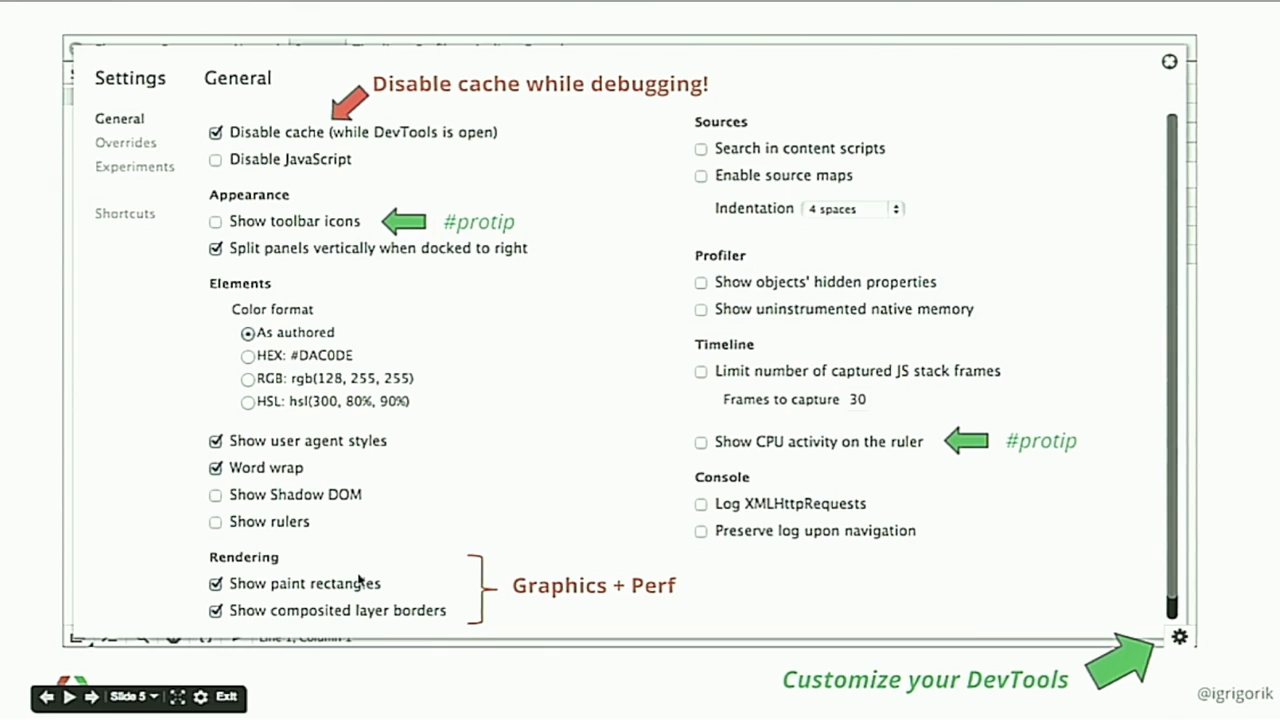 Settings
General
Disable cache while debugging!
General
Overrides
Experiments
Shortcuts
Disable cache (while DevTools is open)
Disable JavaScript
Appearance
Show toolbar icons
#protip
Split panels vertically when docked to right
Elements
Color format
As authored
HEX: #DAC0DE
RGB: rgb(128, 255, 255)
HSL: hsl(300, 80%, 90%)
Show user agent styles
Word wrap
Show Shadow DOM
Show rulers
Rendering
Show paint rectangles
Show composited layer borders
Graphics + Perf
Sources
Search in content scripts
Enable source maps
Indentation 4 spaces
Profiler
Show objects' hidden properties
Show uninstrumented native memory
Timeline
Limit number of captured JS stack frames
Frames to capture 30
Show CPU activity on the ruler
#protip
Console
Log XMLHttpRequests
Preserve log upon navigation
Customize your DevTools
Slide 5
Exit
@igrigorik